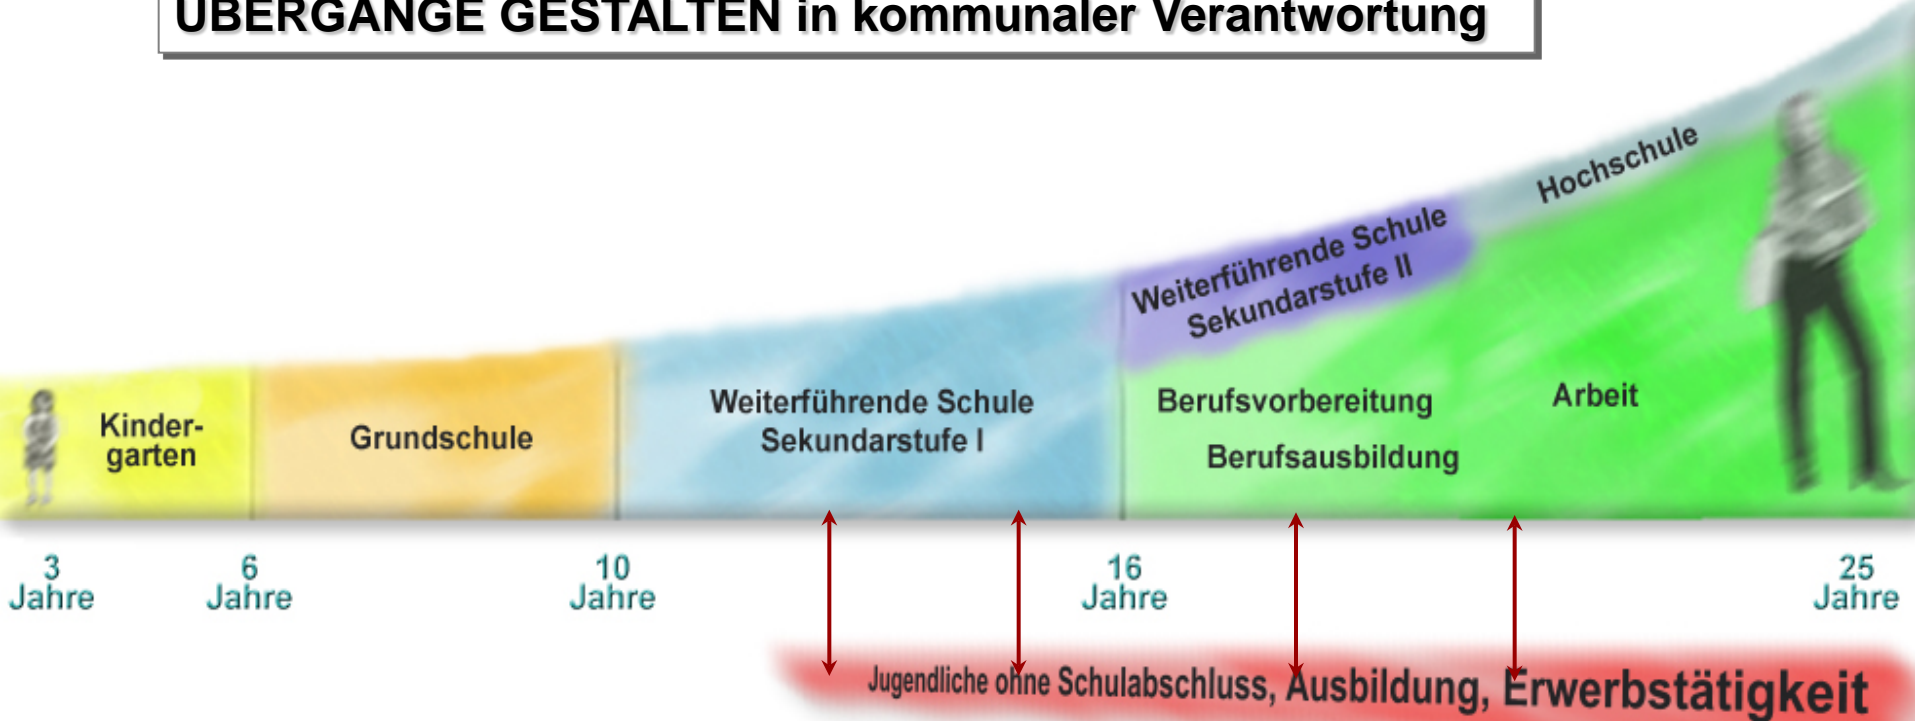 ÜBERGÄNGE GESTALTEN in kommunaler Verantwortung
Hochschule
Weiterführende Schule
Sekundarstufe II
Kinder-
garten
Grundschule
Weiterführende Schule
Sekundarstufe I
Berufsvorbereitung
Berufsausbildung
Arbeit
3
Jahre
6
Jahre
10
Jahre
16
Jahre
25
Jahre
Jugendliche ohne Schulabschluss, Ausbildung, Erwerbstätigkeit